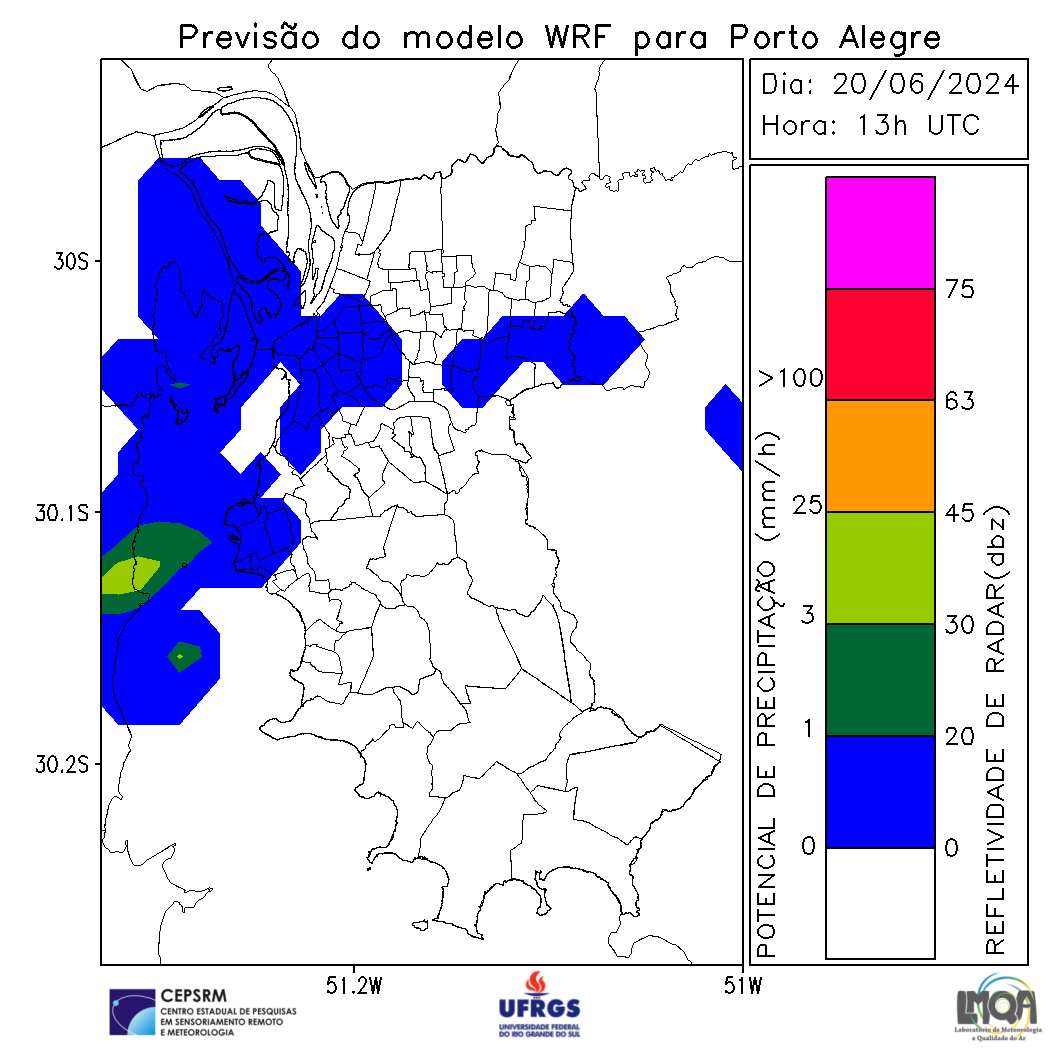 Previsão do modelo WRF para Porto Alegre
Dia: 20/06/2024
Hora: 13h UTC
30S
30.1S
30.2S
51.2W
51W
POTENCIAL DE PRECIPITAÇÃO (mm/h)
>100
25
3
1
0
75
63
45
30
20
0
REFLETIVIDADE DE RADAR(dbz)
CEPSRM
CENTRO ESTADUAL DE PESQUISAS
EM SENSORIAMENTO REMOTO
E METEOROLOGIA
UFRGS
UNIVERSIDADE FEDERAL
DO RIO GRANDE DO SUL
LMQA
Laboratório de Meteorologia
e Qualidade do Ar